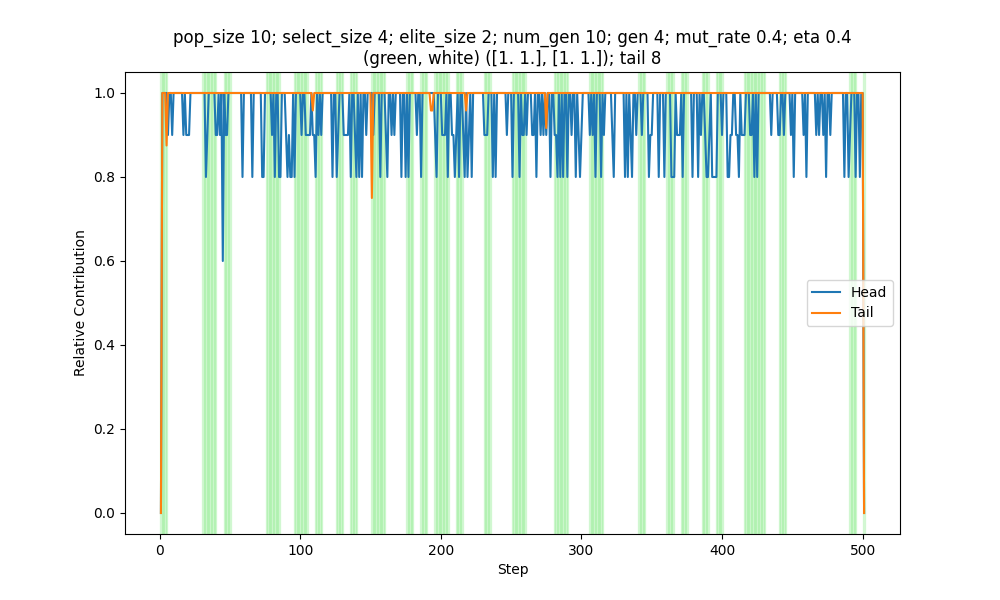 pop_size 10; select_size 4; elite_size 2; num_gen 10; gen 4; mut_rate 0.4; eta 0.4
(green, white) ([1. 1.], [1. 1.]); tail 8
Relative Contribution
1.0
0.8
0.6
0.4
0.2
0.0
Head
Tail
0
100
200
300
400
500
Step